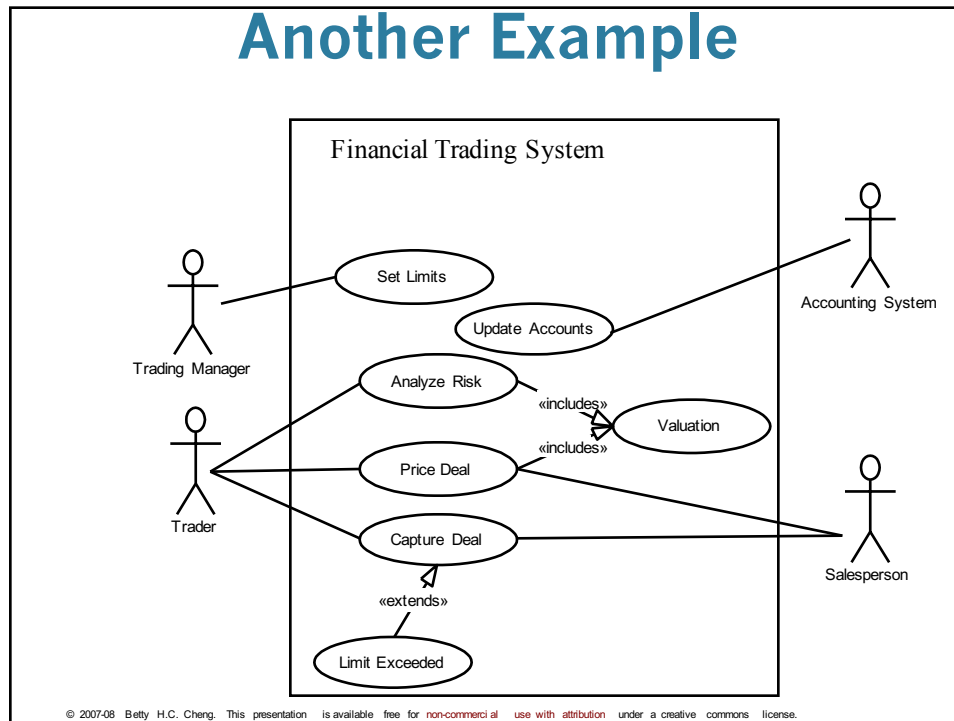 Another Example
Financial Trading System
Set Limits
Update Accounts
Accounting System
Trading Manager
Analyze Risk
«includes»
Valuation
«includes»
Price Deal
Trader
Capture Deal
Salesperson
«extends»
Limit Exceeded
© 2007-08 Betty H.C. Cheng. This presentation is available free for non-commercial use with attribution under a creative commons license.